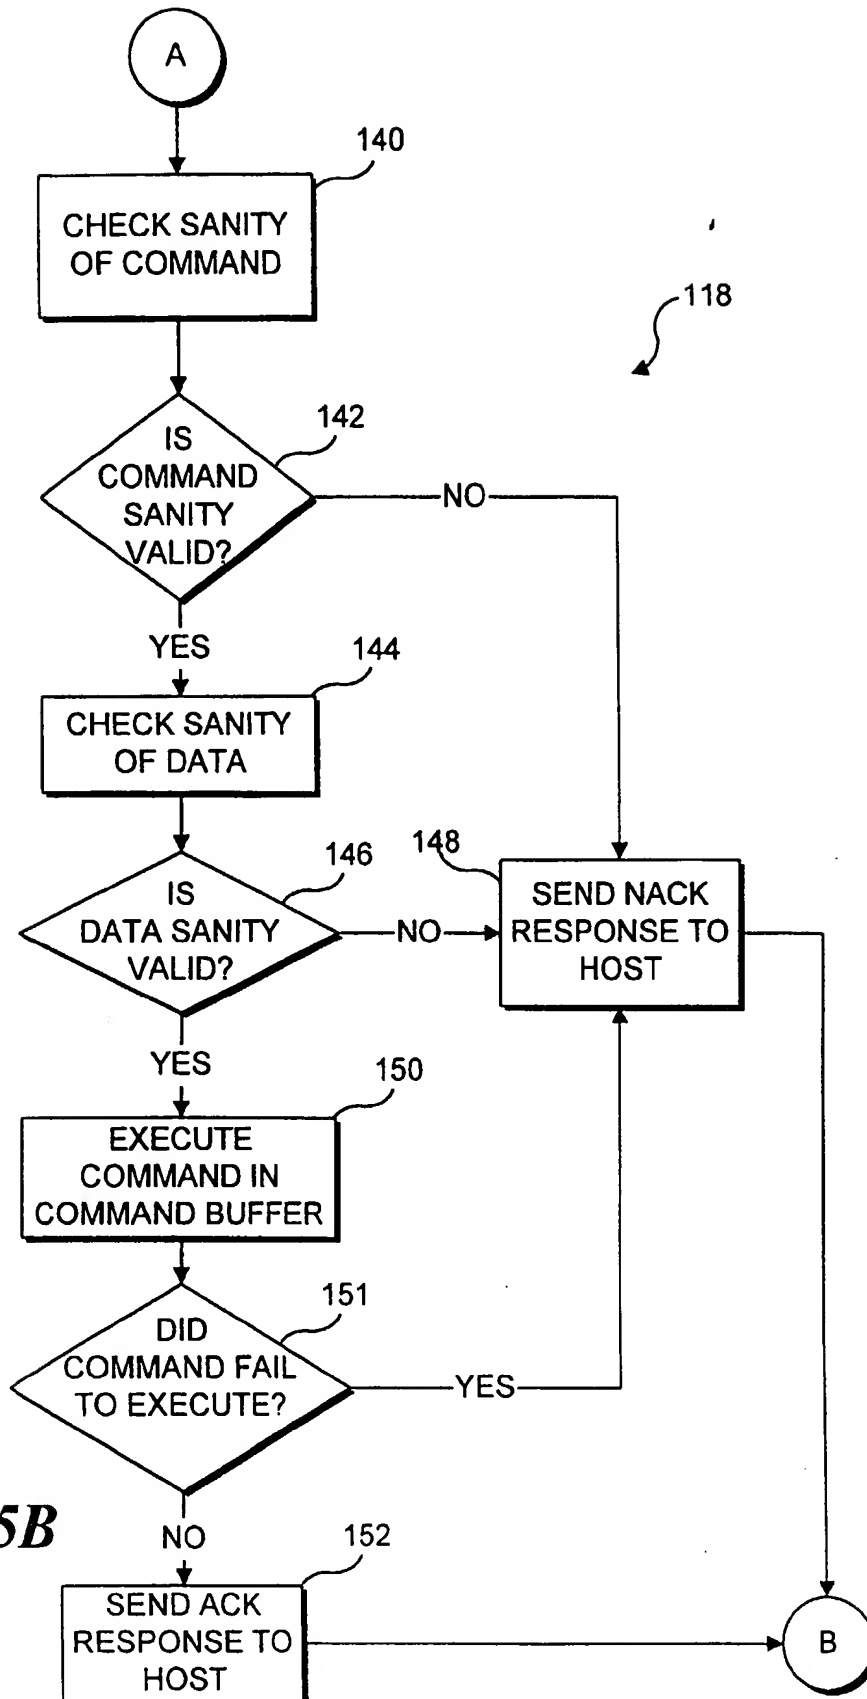 A
140
CHECK SANITY
OF COMMAND
118
142
IS
COMMAND
SANITY
VALID?
NO
YES
144
CHECK SANITY
OF DATA
146
IS
DATA SANITY
VALID?
NO
148
SEND NACK
RESPONSE TO
HOST
YES
150
EXECUTE
COMMAND IN
COMMAND BUFFER
151
DID
COMMAND FAIL
TO EXECUTE?
YES
5B
NO
152
SEND ACK
RESPONSE TO
HOST
B